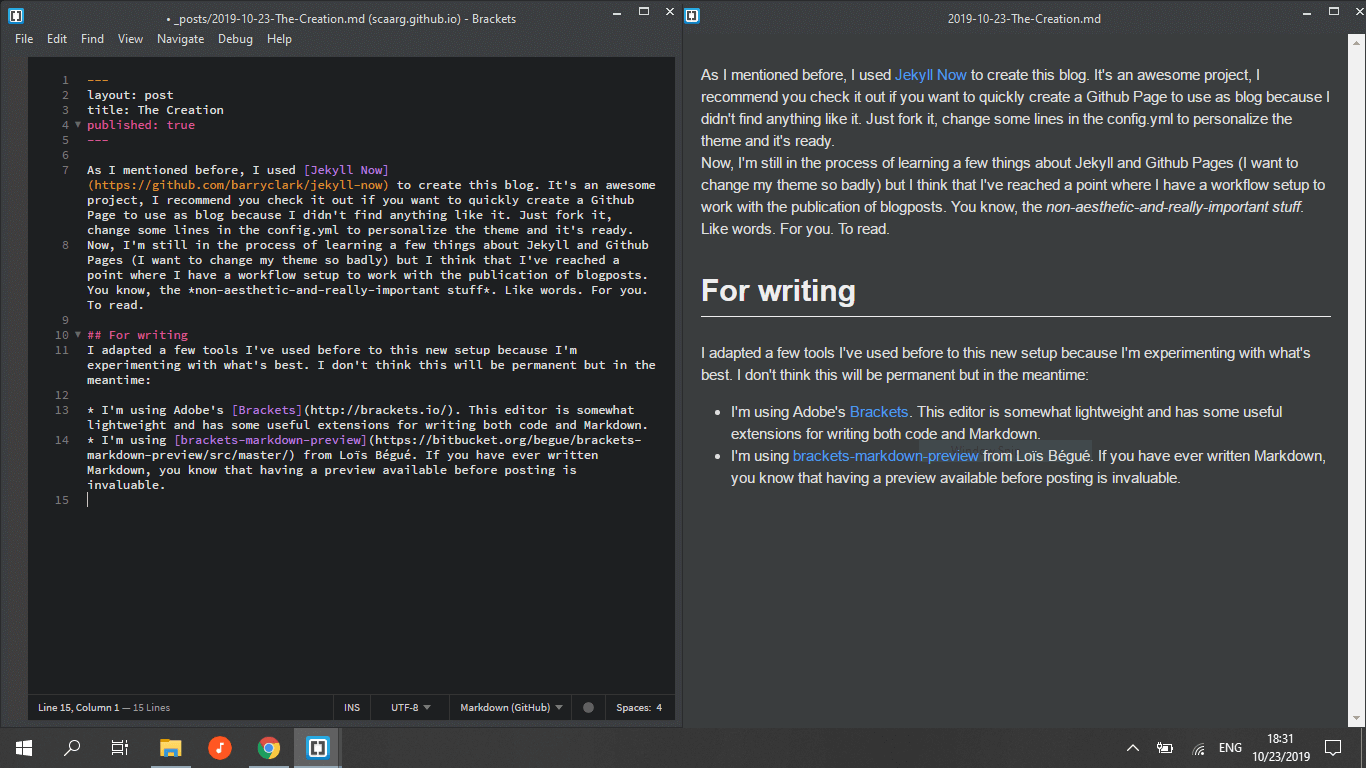 • _posts/2019-10-23-The-Creation.md (scaarg.github.io) - Brackets
File Edit Find View Navigate Debug Help
1 ---
2 layout: post
3 title: The Creation
4 published: true
5 ---
6
7 As I mentioned before, I used [Jekyll Now]
(https://github.com/barryclark/jekyll-now) to create this blog. It's an awesome
project, I recommend you check it out if you want to quickly create a Github
Page to use as blog because I didn't find anything like it. Just fork it,
change some lines in the config.yml to personalize the theme and it's ready.
8 Now, I'm still in the process of learning a few things about Jekyll and Github
Pages (I want to change my theme so badly) but I think that I've reached a
point where I have a workflow setup to work with the publication of blogposts.
You know, the *non-aesthetic-and-really-important stuff*. Like words. For you.
To read.
9
10 ## For writing
11 I adapted a few tools I've used before to this new setup because I'm
experimenting with what's best. I don't think this will be permanent but in the
meantime:
12
13 * I'm using Adobe's [Brackets](http://brackets.io/). This editor is somewhat
lightweight and has some useful extensions for writing both code and Markdown.
14 * I'm using [brackets-markdown-preview](https://bitbucket.org/begue/brackets-
markdown-preview/src/master/) from Loïs Bégué. If you have ever written
Markdown, you know that having a preview available before posting is
invaluable.
15
Line 15, Column 1 — 15 Lines
INS
UTF-8
Markdown (GitHub)
Spaces: 4
2019-10-23-The-Creation.md
As I mentioned before, I used Jekyll Now to create this blog. It's an awesome project, I
recommend you check it out if you want to quickly create a Github Page to use as blog because I
didn't find anything like it. Just fork it, change some lines in the config.yml to personalize the
theme and it's ready.
Now, I'm still in the process of learning a few things about Jekyll and Github Pages (I want to
change my theme so badly) but I think that I've reached a point where I have a workflow setup to
work with the publication of blogposts. You know, the non-aesthetic-and-really-important stuff.
Like words. For you. To read.
For writing
I adapted a few tools I've used before to this new setup because I'm experimenting with what's
best. I don't think this will be permanent but in the meantime:
• I'm using Adobe's Brackets. This editor is somewhat lightweight and has some useful
extensions for writing both code and Markdown.
• I'm using brackets-markdown-preview from Loïs Bégué. If you have ever written Markdown,
you know that having a preview available before posting is invaluable.
ENG
18:31
10/23/2019